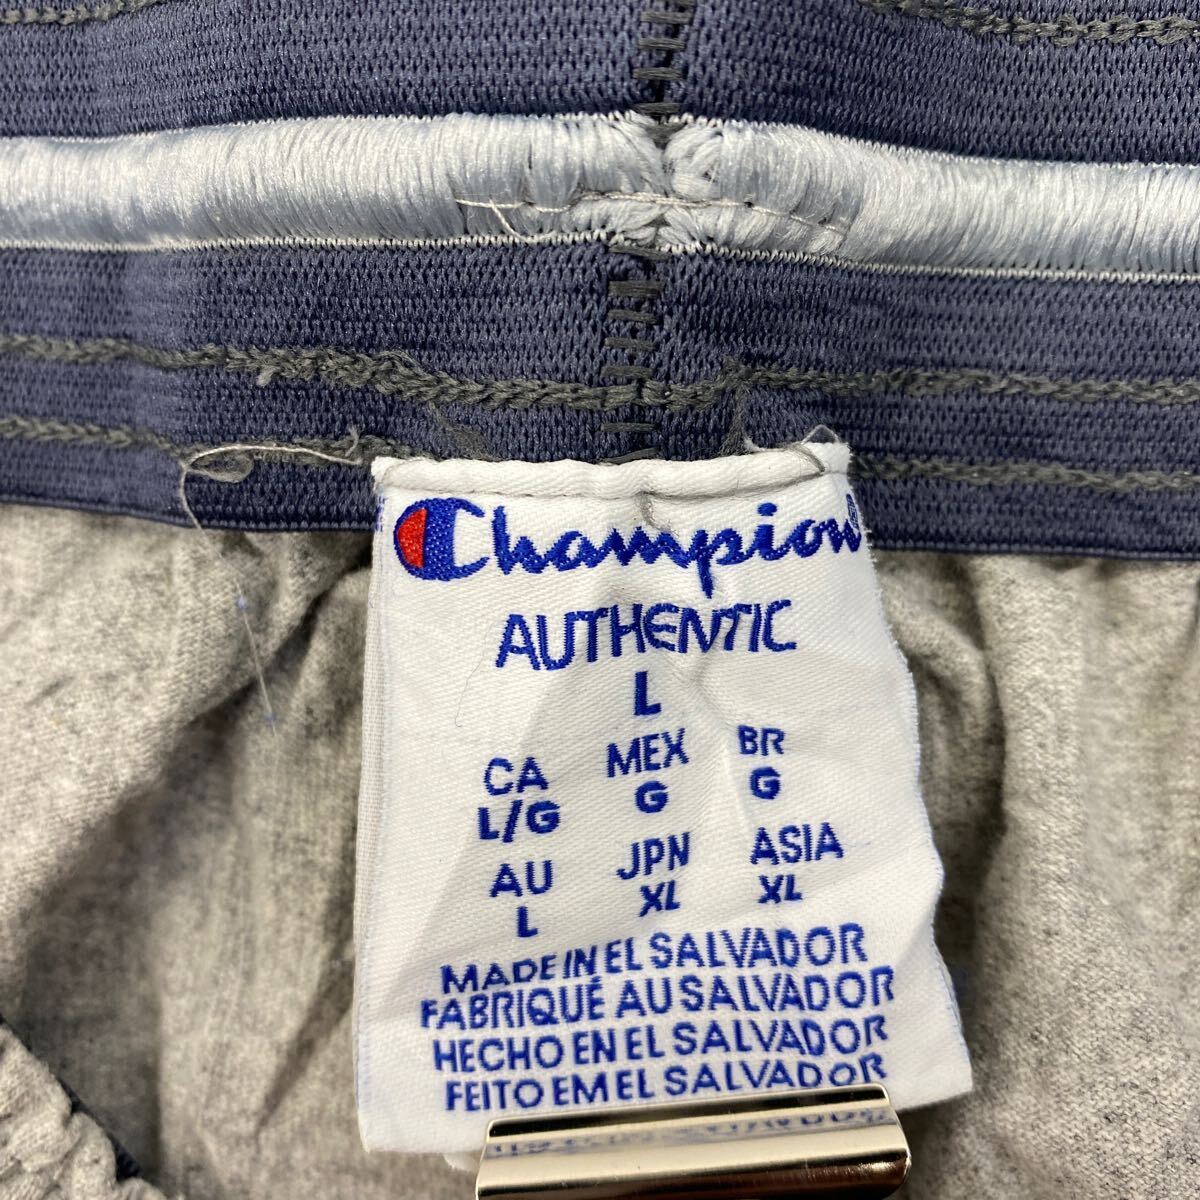 Champion
AUTHENTIC
L
CA MEX BR
L/G G G
AU JPN ASIA
L XL XL
MADE IN EL SALVADOR
FABRIQUÉ AU SALVADOR
HECHO EN EL SALVADOR
FEITO EM EL SALVADOR